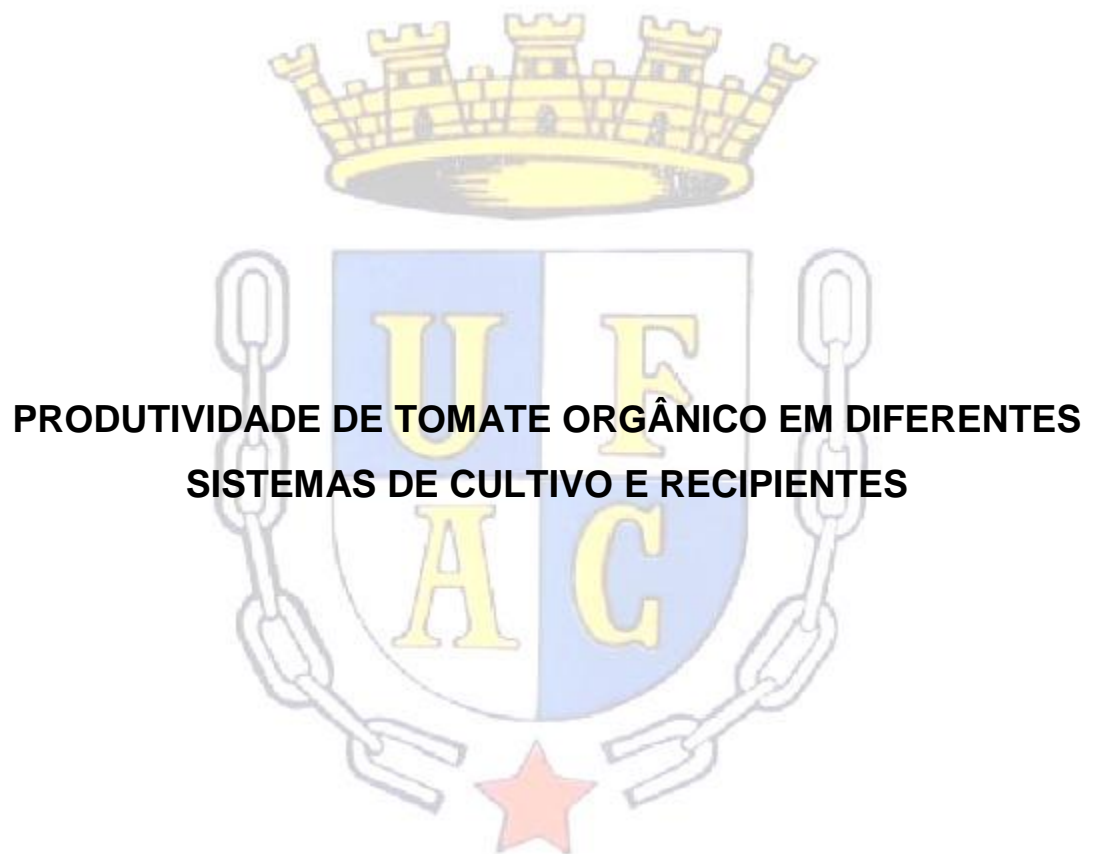 U F
PRODUTIVIDADE DE TOMATE ORGÂNICO EM DIFERENTES
SISTEMAS DE CULTIVO E RECIPIENTES
A C